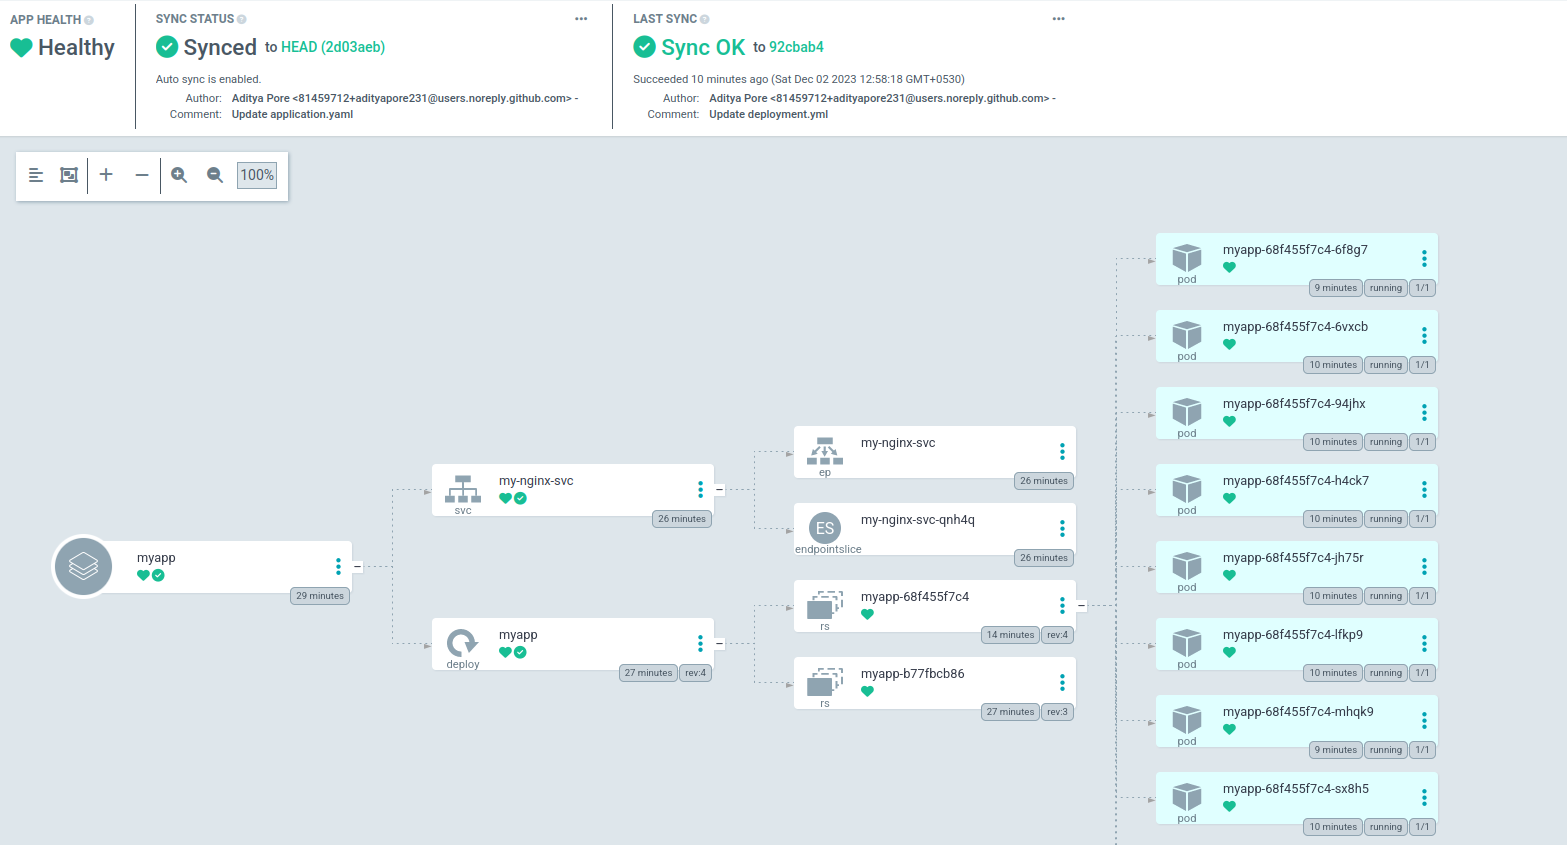 APP HEALTH
Healthy
SYNC STATUS
Synced to HEAD (2d03aeb)
Auto sync is enabled.
Author: Aditya Pore <81459712+adityapore231@users.noreply.github.com> -
Comment: Update application.yaml
LAST SYNC
Sync OK to 92cbab4
Succeeded 10 minutes ago (Sat Dec 02 2023 12:58:18 GMT+0530)
Author: Aditya Pore <81459712+adityapore231@users.noreply.github.com> -
Comment: Update deployment.yml
100%
myapp
29 minutes
my-nginx-svc
svc
26 minutes
myapp
deploy
27 minutes rev:4
my-nginx-svc
ep
26 minutes
ES
my-nginx-svc-qnh4q
endpointslice
26 minutes
myapp-68f455f7c4
rs
14 minutes rev:4
myapp-b77fbcb86
rs
27 minutes rev:3
myapp-68f455f7c4-6f8g7
pod
9 minutes running 1/1
myapp-68f455f7c4-6vxcb
pod
10 minutes running 1/1
myapp-68f455f7c4-94jhx
pod
10 minutes running 1/1
myapp-68f455f7c4-h4ck7
pod
10 minutes running 1/1
myapp-68f455f7c4-jh75r
pod
10 minutes running 1/1
myapp-68f455f7c4-lfkp9
pod
10 minutes running 1/1
myapp-68f455f7c4-mhqk9
pod
9 minutes running 1/1
myapp-68f455f7c4-sx8h5
pod
10 minutes running 1/1